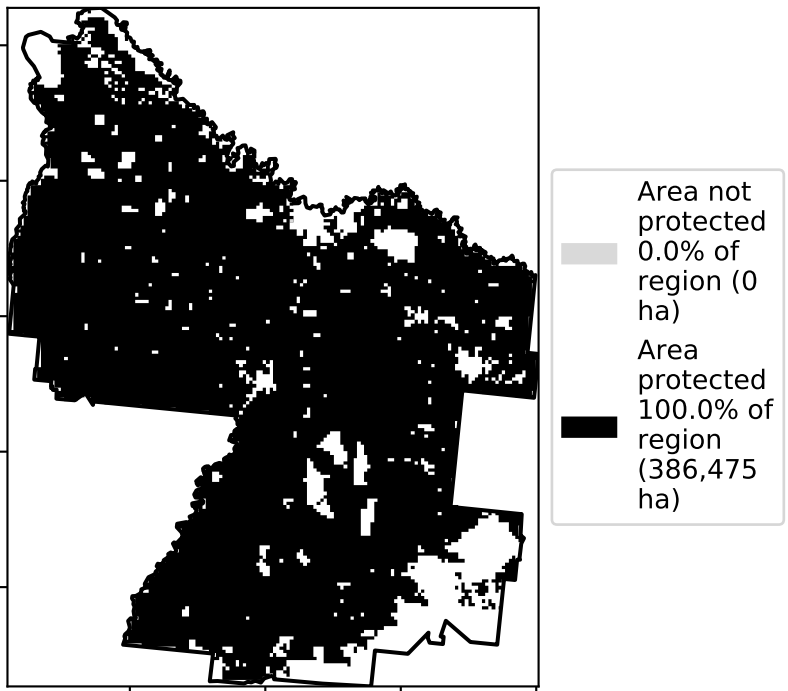 Area not
protected
0.0% of
region (0
ha)
Area
protected
100.0% of
region
(386,475
ha)